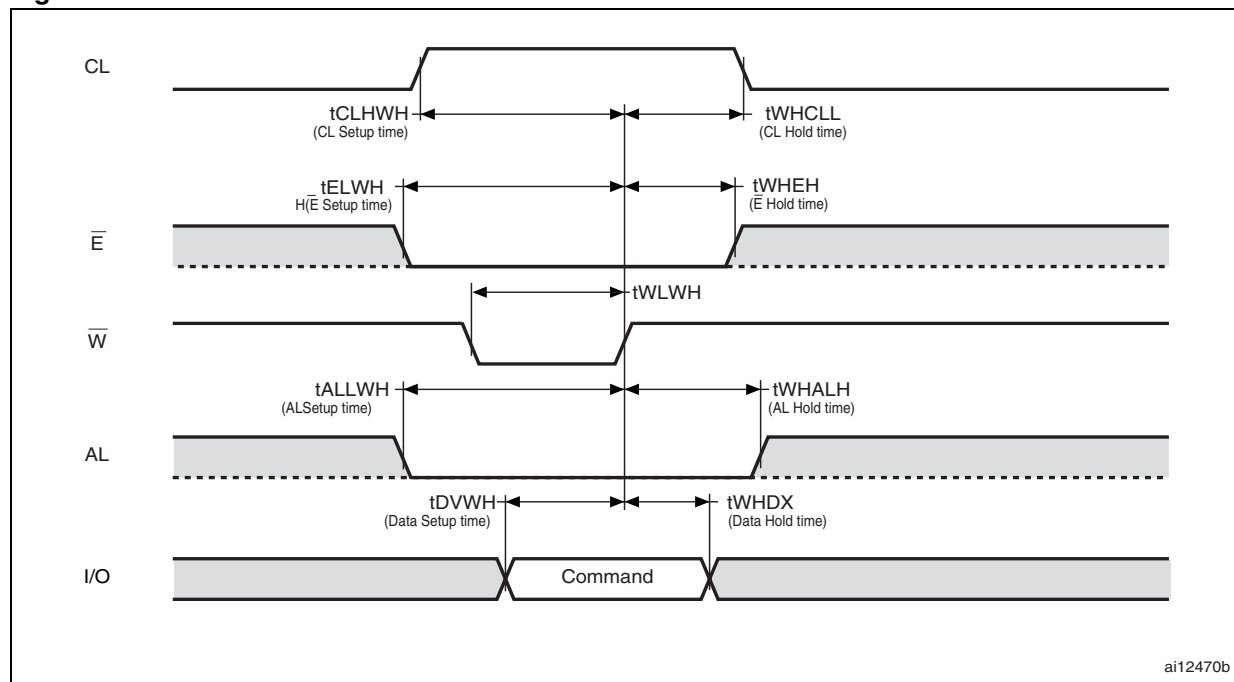 CL
tCLHWH
(CL Setup time)
tWHCLL
(CL Hold time)
tELWH
H(E̅ Setup time)
tWHEH
(E̅ Hold time)
E̅
tWLWH
W̅
tALLWH
(ALSetup time)
tWHALH
(AL Hold time)
AL
tDVWH
(Data Setup time)
tWHDX
(Data Hold time)
I/O
Command
ai12470b